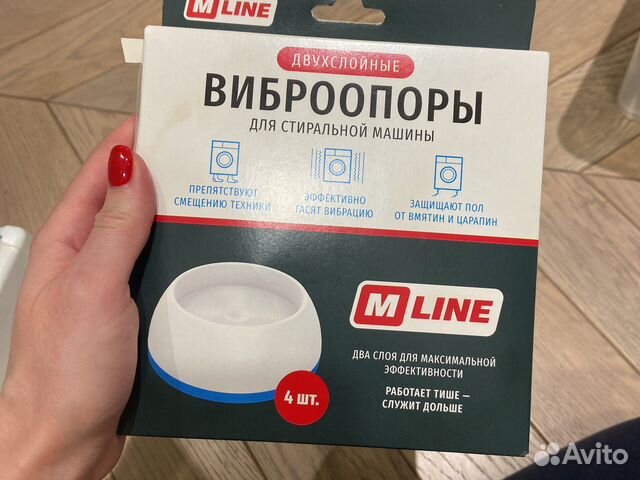 M LINE
ДВУХСЛОЙНЫЕ
ВИБРООПОРЫ
ДЛЯ СТИРАЛЬНОЙ МАШИНЫ
ПРЕПЯТСТВУЮТ
СМЕЩЕНИЮ ТЕХНИКИ
ЭФФЕКТИВНО
ГАСЯТ ВИБРАЦИЮ
ЗАЩИЩАЮТ ПОЛ
ОТ ВМЯТИН И ЦАРАПИН
M LINE
ДВА СЛОЯ ДЛЯ МАКСИМАЛЬНОЙ
ЭФФЕКТИВНОСТИ
РАБОТАЕТ ТИШЕ —
СЛУЖИТ ДОЛЬШЕ
4 ШТ.
Avito